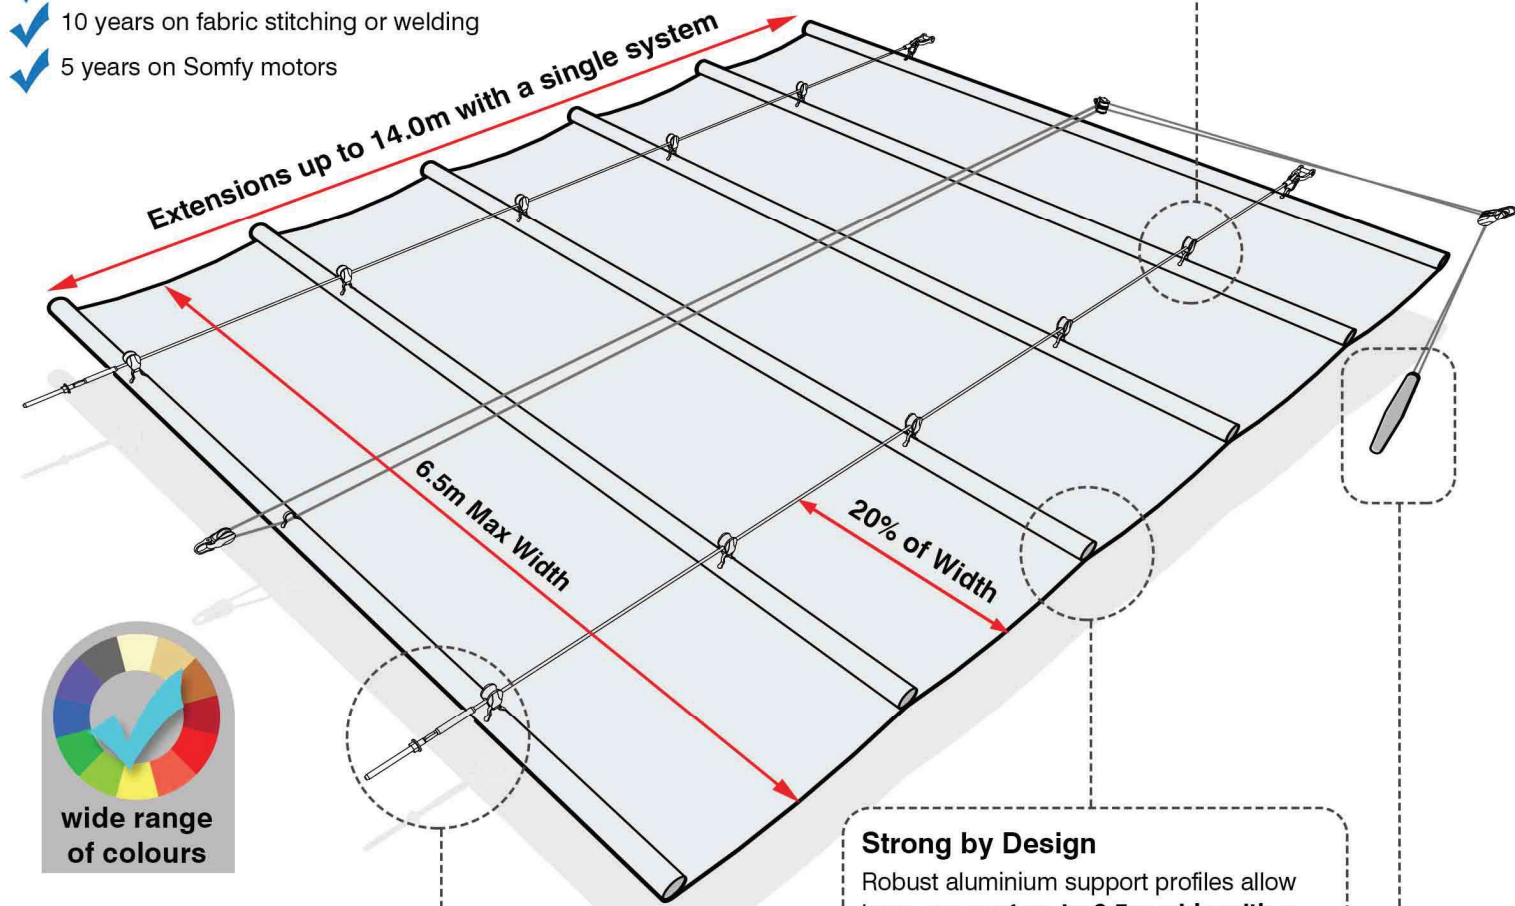 10 years on fabric stitching or welding
5 years on Somfy motors
Extensions up to 14.0m with a single system
6.5m Max Width
20% of Width
wide range
of colours
Strong by Design
Robust aluminium support profiles allow